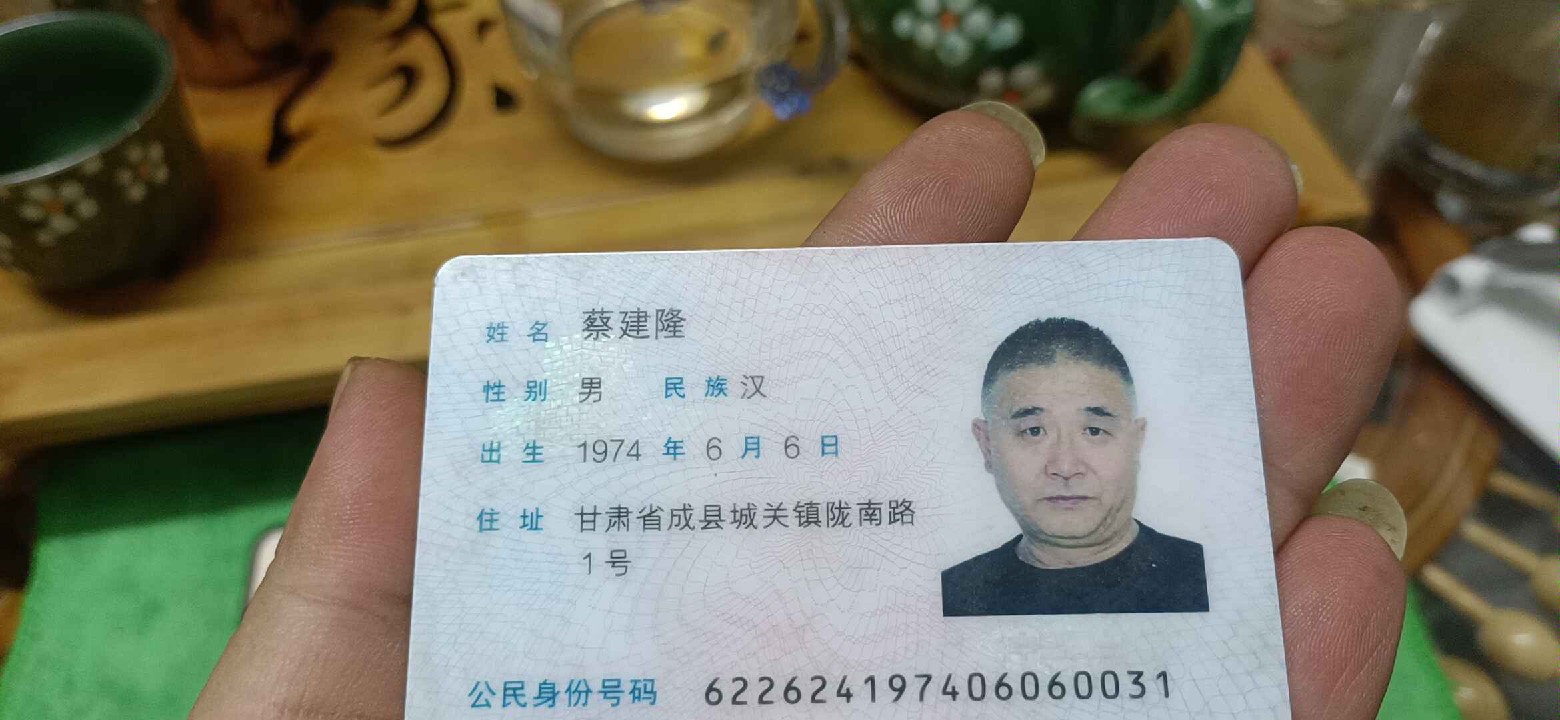 姓名 蔡建隆
性别 男 民族 汉
出生 1974 年 6 月 6 日
住址 甘肃省成县城关镇陇南路
1号
公民身份号码 622624197406060031